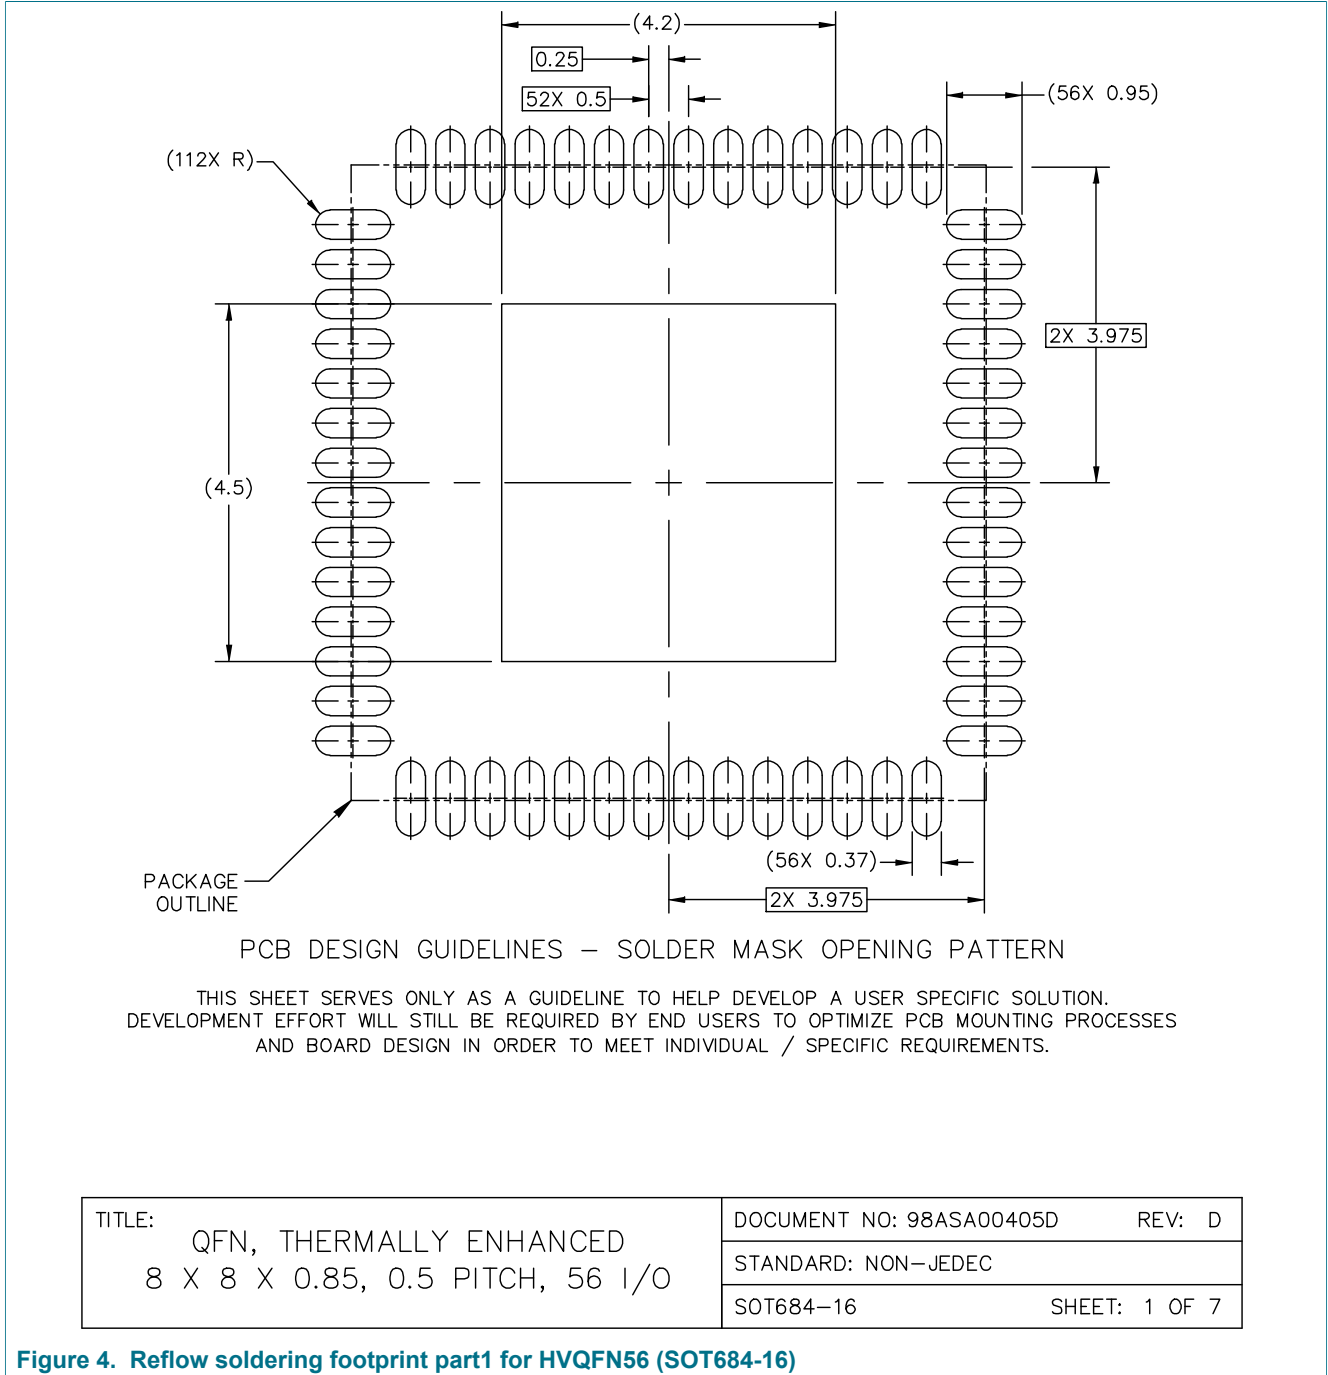 (4.2)
0.25
52X 0.5
(56X 0.95)
(112X R)
2X 3.975
(4.5)
(56X 0.37)
PACKAGE
OUTLINE
2X 3.975
PCB DESIGN GUIDELINES – SOLDER MASK OPENING PATTERN
THIS SHEET SERVES ONLY AS A GUIDELINE TO HELP DEVELOP A USER SPECIFIC SOLUTION.
DEVELOPMENT EFFORT WILL STILL BE REQUIRED BY END USERS TO OPTIMIZE PCB MOUNTING PROCESSES
AND BOARD DESIGN IN ORDER TO MEET INDIVIDUAL / SPECIFIC REQUIREMENTS.
TITLE:
QFN, THERMALLY ENHANCED
8 X 8 X 0.85, 0.5 PITCH, 56 I/O
DOCUMENT NO: 98ASA00405D REV: D
STANDARD: NON–JEDEC
SOT684–16 SHEET: 1 OF 7
Figure 4. Reflow soldering footprint part1 for HVQFN56 (SOT684-16)